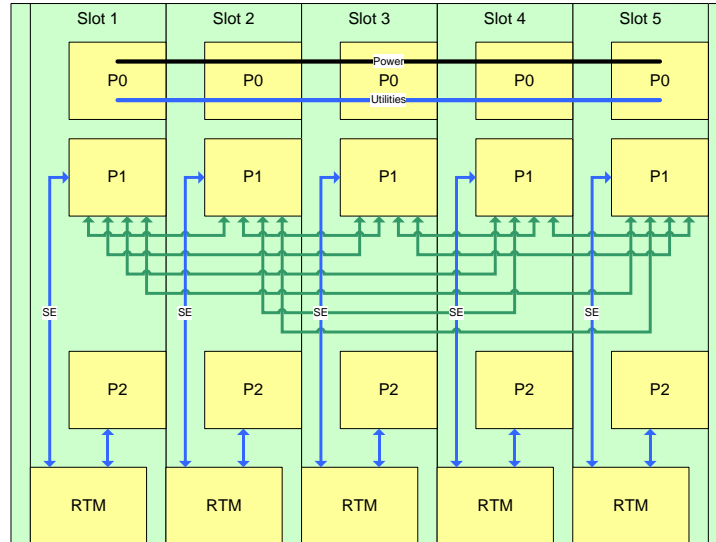 Slot 1 Slot 2 Slot 3 Slot 4 Slot 5
Power
P0 P0 P0 P0 P0
Utilities
P1 P1 P1 P1 P1
SE SE SE SE SE
P2 P2 P2 P2 P2
RTM RTM RTM RTM RTM